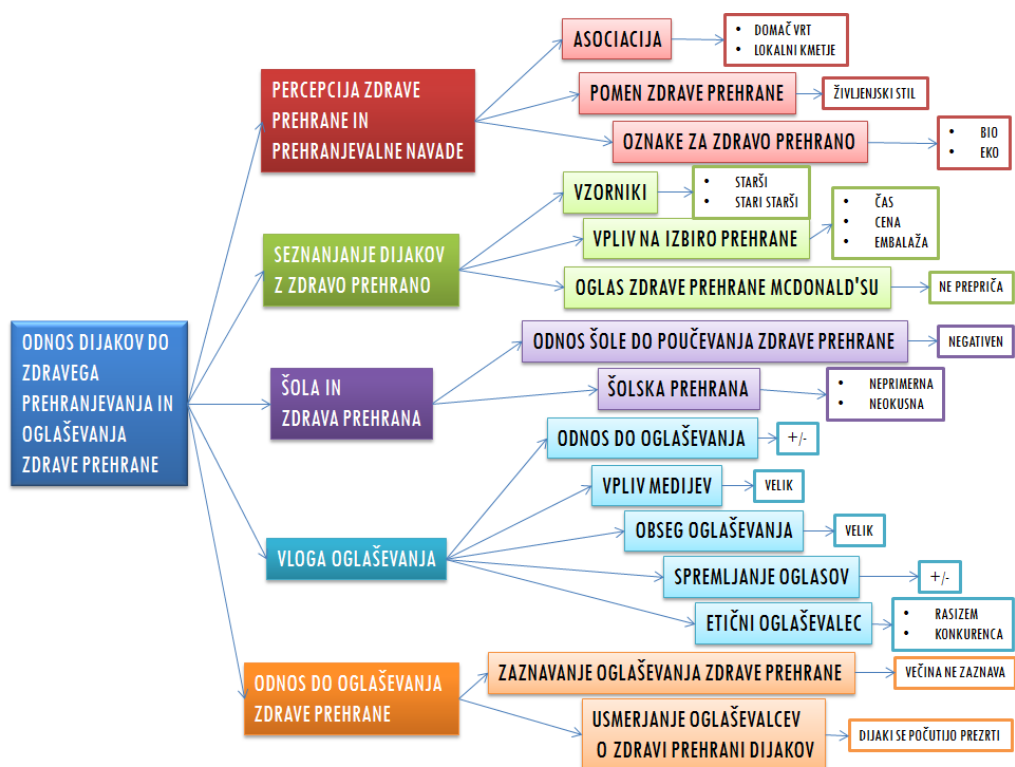 ODNOS DIJAKOV DO
ZDRAVEGA
PREHRANJEVANJA IN
OGLAŠEVANJA
ZDRAVE PREHRANE
PERCEPCIJA ZDRAVE
PREHRANE IN
PREHRANJEVALNE NAVADE
ASOCIACIJA
• DOMAČ VRT
• LOKALNI KMETJE
POMEN ZDRAVE PREHRANE
ŽIVLJENJSKI STIL
OZNAKE ZA ZDRAVO PREHRANO
• BIO
• EKO
SEZNANJANJE DIJAKOV
Z ZDRAVO PREHRANO
VZORNIKI
• STARŠI
• STARI STARŠI
VPLIV NA IZBIRO PREHRANE
• ČAS
• CENA
• EMBALAŽA
OGLAS ZDRAVE PREHRANE MCDONALD'SU
NE PREPRIČA
ŠOLA IN
ZDRAVA PREHRANA
ODNOS ŠOLE DO POUČEVANJA ZDRAVE PREHRANE
NEGATIVEN
ŠOLSKA PREHRANA
• NEPRIMERNA
• NEOKUSNA
VLOGA OGLAŠEVANJA
ODNOS DO OGLAŠEVANJA
+/-
VPLIV MEDIJEV
VELIK
OBSEG OGLAŠEVANJA
VELIK
SPREMLJANJE OGLASOV
+/-
ETIČNI OGLAŠEVALEC
• RASIZEM
• KONKURENCA
ODNOS DO OGLAŠEVANJA
ZDRAVE PREHRANE
ZAZNAVANJE OGLAŠEVANJA ZDRAVE PREHRANE
VEČINA NE ZAZNAVA
USMERJANJE OGLAŠEVALCEV
O ZDRAVI PREHRANI DIJAKOV
DIJAKI SE POČUTIJO PREZRTI